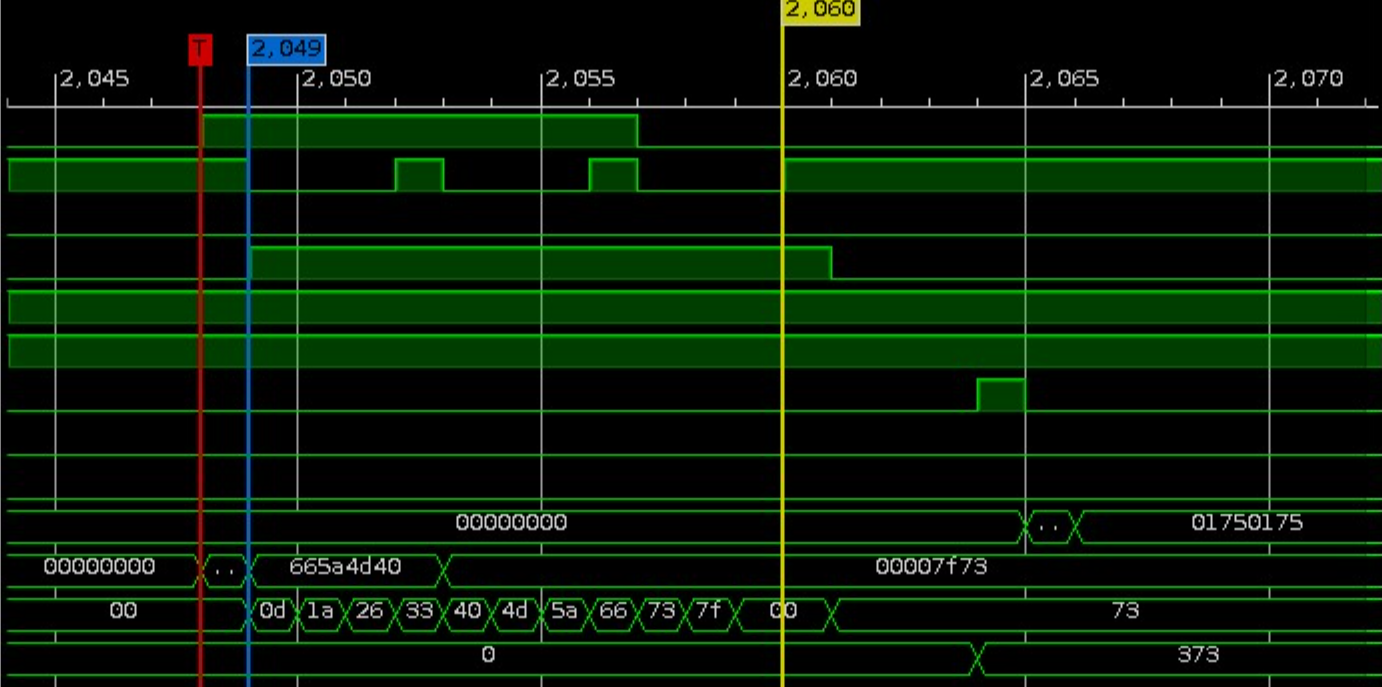 2,060
T 2,049
2,045 2,050 2,055 2,060 2,065 2,070
00000000 .. 01750175
00000000 .. 665a4d40 00007f73
00 0d 1a 26 33 40 4d 5a 66 73 7f 00 73
0 373